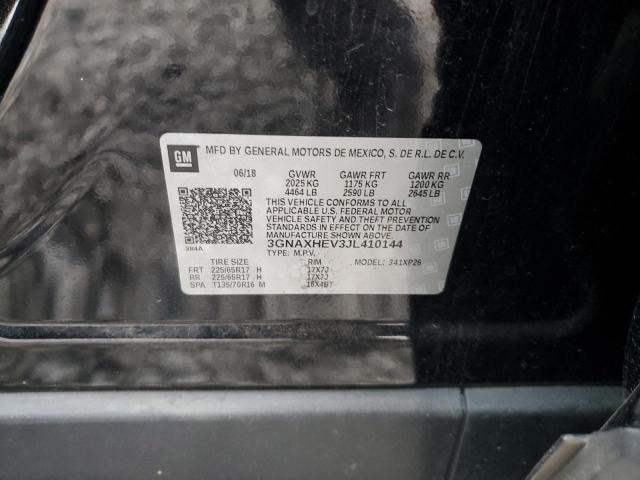 GM MFD BY GENERAL MOTORS DE MEXICO, S. DE R.L. DE C.V.
06/18 GVWR GAWR FRT GAWR RR
2025 KG 1175 KG 1200 KG
4464 LB 2590 LB 2645 LB
THIS VEHICLE CONFORMS TO ALL
APPLICABLE U.S. FEDERAL MOTOR
VEHICLE SAFETY AND THEFT PREVENTION
STANDARDS IN EFFECT ON THE DATE OF
MANUFACTURE SHOWN ABOVE.
384A 3GNAXHEV3JL410144
TYPE: M.P.V. MODEL: 341XP26
TIRE SIZE RIM
FRT 225/65R17 H 17X7J
RR 225/65R17 H 17X7J
SPA T135/70R16 M 16X4BT